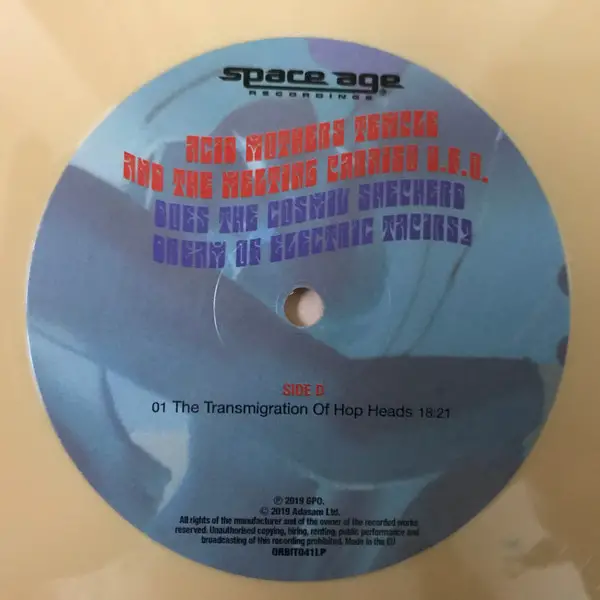 space age
RECORDINGS
ACID MOTHERS TEMPLE
AND THE MELTING PARAISO U.F.O.
DOES THE COSMIC SHEPHERD
DREAM OF ELECTRIC TAPIRS?
SIDE D
01 The Transmigration Of Hop Heads 18:21
℗ 2019 GPO.
© 2019 Adasam Ltd.
All rights of the manufacturer and of the owner of the recorded works
reserved. Unauthorised copying, hiring, renting, public performance and
broadcasting of this recording prohibited. Made in the EU
ORBIT041LP